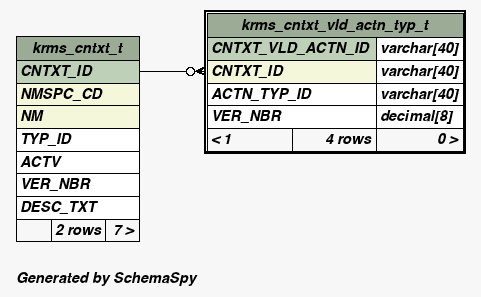 krms_cntxt_t
CNTXT_ID
NMSPC_CD
NM
TYP_ID
ACTV
VER_NBR
DESC_TXT
2 rows 7 >
krms_cntxt_vld_actn_typ_t
CNTXT_VLD_ACTN_ID varchar[40]
CNTXT_ID varchar[40]
ACTN_TYP_ID varchar[40]
VER_NBR decimal[8]
< 1 4 rows 0 >
Generated by SchemaSpy